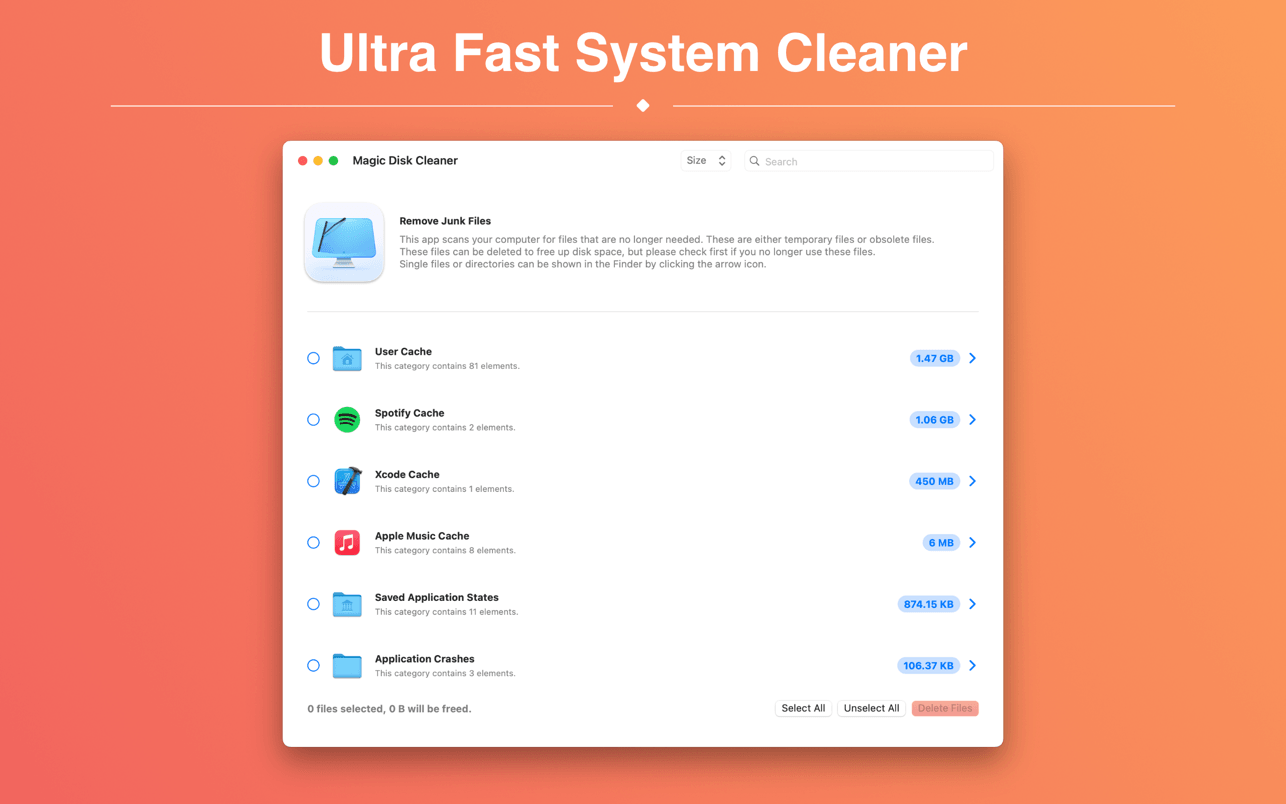 Ultra Fast System Cleaner
Magic Disk Cleaner
Size
Search
Remove Junk Files
This app scans your computer for files that are no longer needed. These are either temporary files or obsolete files.
These files can be deleted to free up disk space, but please check first if you no longer use these files.
Single files or directories can be shown in the Finder by clicking the arrow icon.
User Cache
This category contains 81 elements.
1.47 GB
Spotify Cache
This category contains 2 elements.
1.06 GB
Xcode Cache
This category contains 1 elements.
450 MB
Apple Music Cache
This category contains 8 elements.
6 MB
Saved Application States
This category contains 11 elements.
874.15 KB
Application Crashes
This category contains 3 elements.
106.37 KB
0 files selected, 0 B will be freed.
Select All
Unselect All
Delete Files